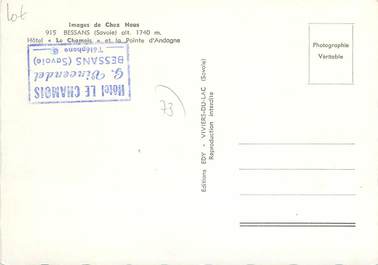 Lot
Images de Chez Nous
915 BESSANS (Savoie) alt. 1740 m.
Hôtel « Le Chamois » et la Pointe d'Andagne
Hôtel LE CHAMOIS
G. Vincendet
BESSANS (Savoie)
Téléphone
73
Editions EDY - VIVIERS-DU-LAC (Savoie)
Reproduction interdite
Photographie
Véritable